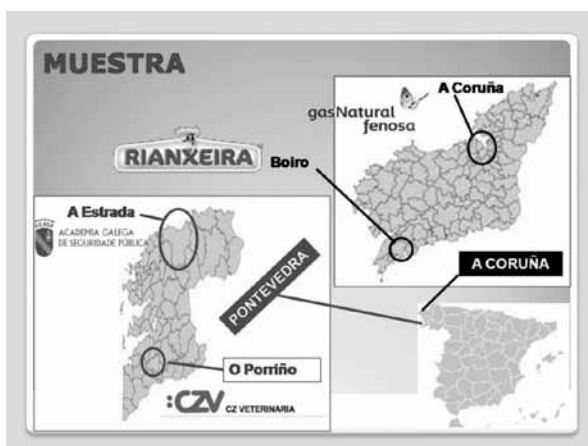 MUESTRA
A Coruña
gasNatural
fenosa
RIANXEIRA
Boiro
A Estrada
ACADEMIA GALEGA
DE SEGURIDADE PÚBLICA
PONTEVEDRA
A CORUÑA
O Porriño
:CZV CZ VETERINARIA